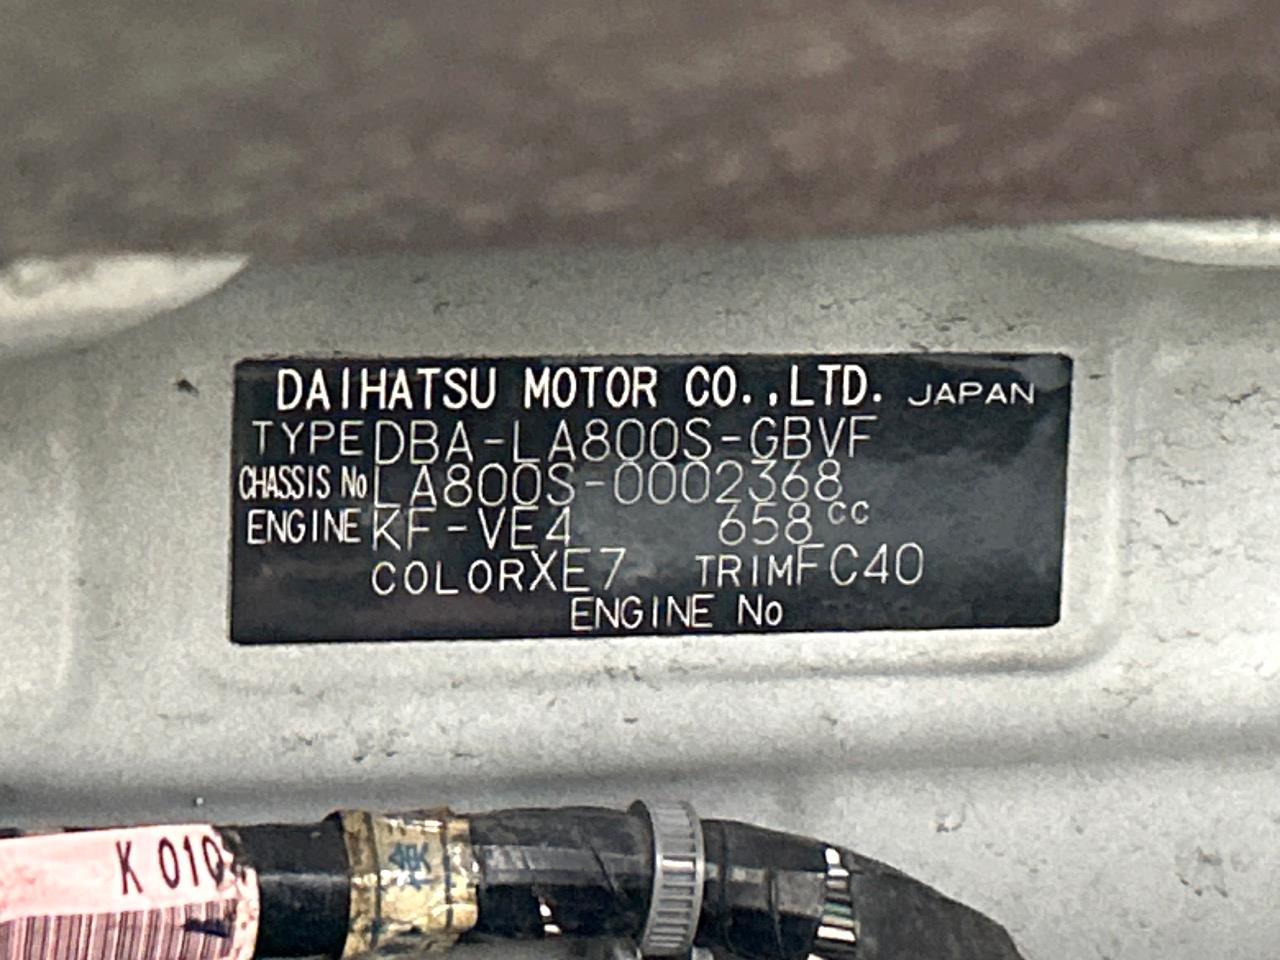 DAIHATSU MOTOR CO.,LTD. JAPAN
TYPE DBA-LA800S-GBVF
CHASSIS No LA800S-0002368
ENGINE KF-VE4 658cc
COLOR XE7 TRIM FC40
ENGINE No
K 010